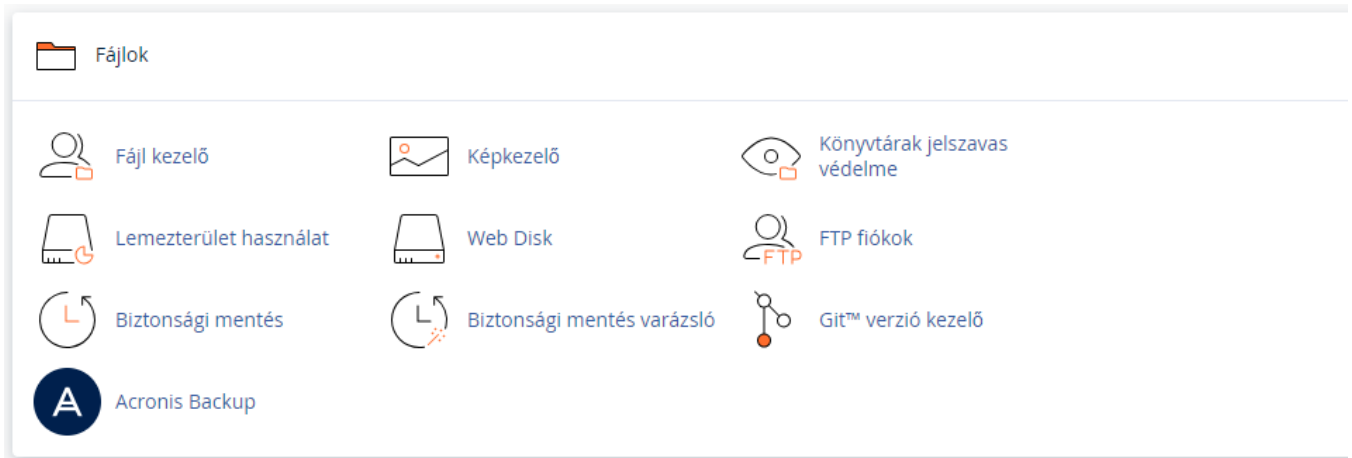 Fájlok
Fájl kezelő
Képkezelő
Könyvtárak jelszavas
védelme
Lemezterület használat
Web Disk
FTP
FTP fiókok
Biztonsági mentés
Biztonsági mentés varázsló
Git™ verzió kezelő
Acronis Backup